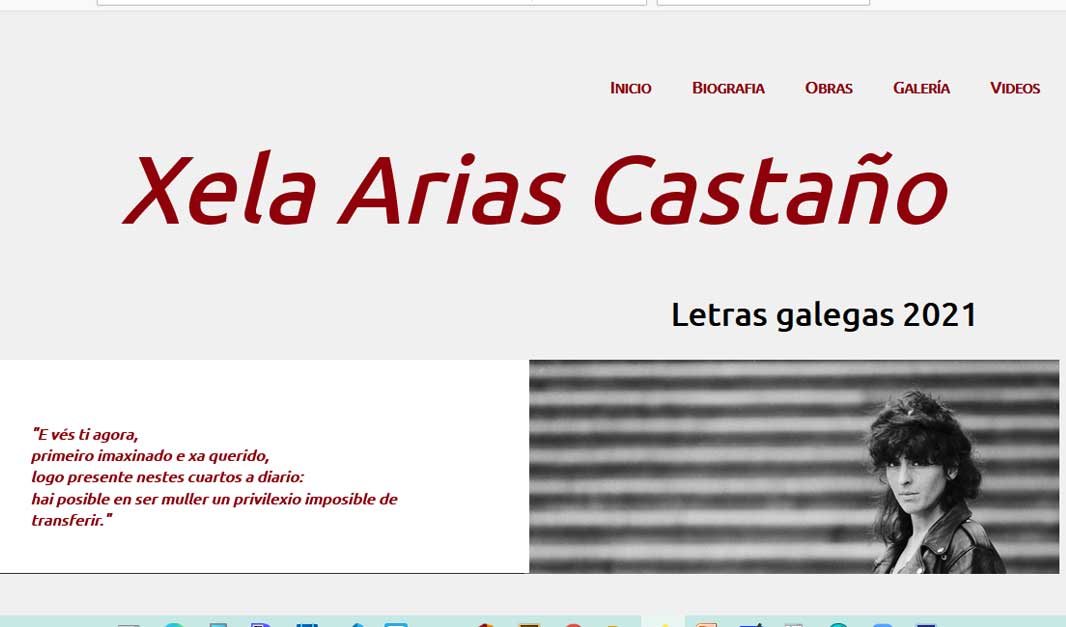 Inicio Biografia Obras Galería Videos
Xela Arias Castaño
Letras galegas 2021
"E vés ti agora,
primeiro imaxinado e xa querido,
logo presente nestes cuartos a diario:
hai posible en ser muller un privilexio imposible de
transferir."